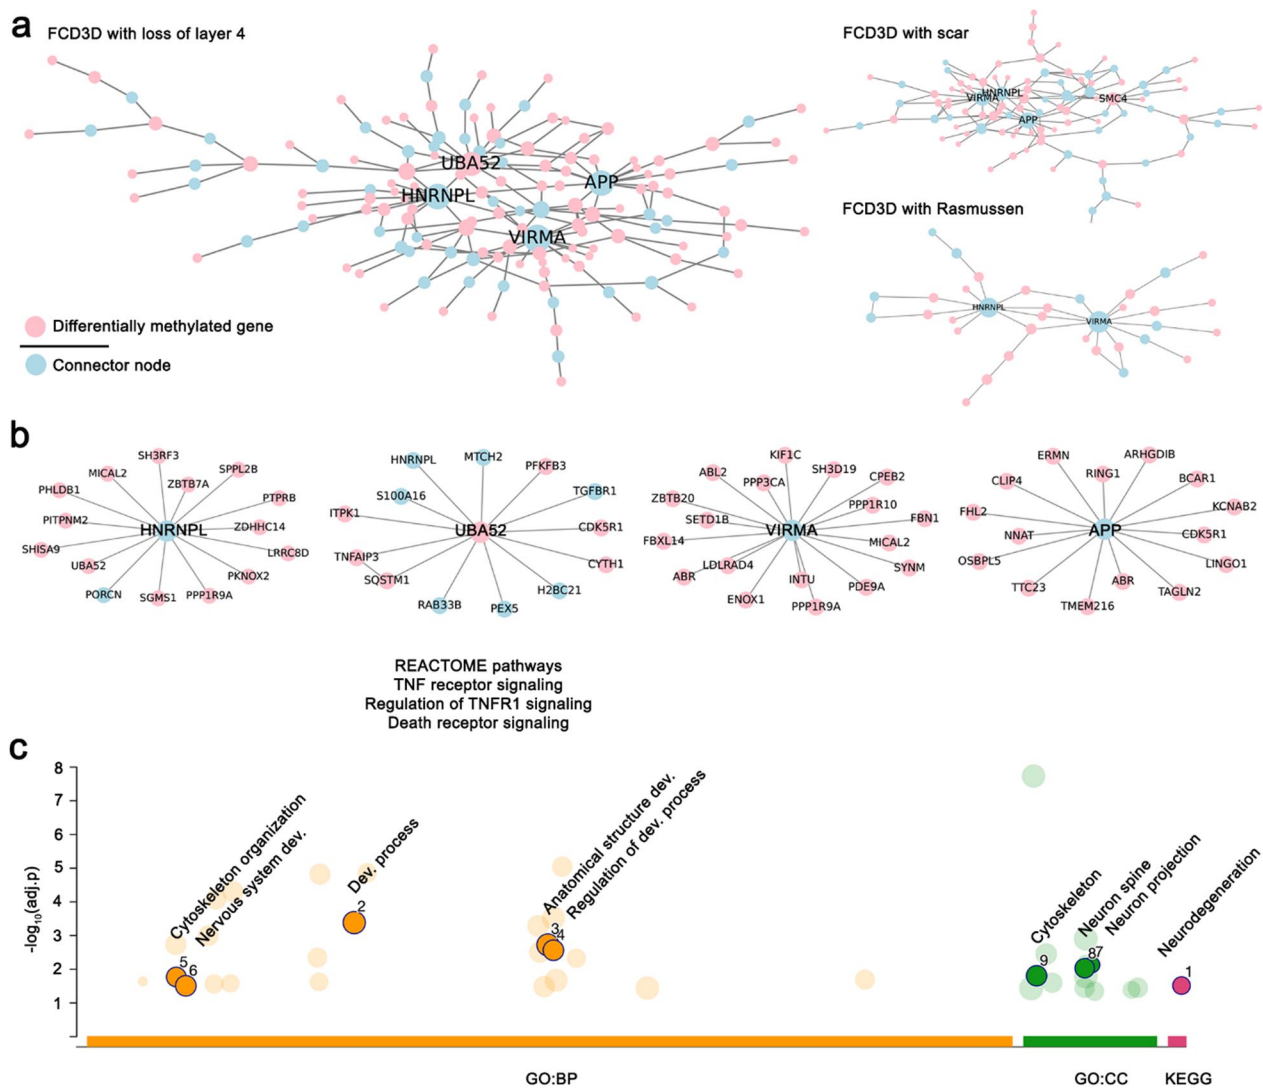 a
FCD3D with loss of layer 4
UBA52
APP
HNRNPL
VIRMA
Differentially methylated gene
Connector node
FCD3D with scar
HNRNPL
VIRMA
SMC4
APP
FCD3D with Rasmussen
HNRNPL
VIRMA
b
SH3RF3
MICAL2
SPPL2B
ZBTB7A
PHLDB1
PTPRB
PITPNM2
HNRNPL
ZDHHC14
SHISA9
LRRC8D
UBA52
PKNOX2
PORCN
SGMS1
PPP1R9A
HNRNPL
MTCH2
PFKFB3
S100A16
TGFBR1
ITPK1
UBA52
CDK5R1
TNFAIP3
CYTH1
SQSTM1
H2BC21
RAB33B
PEX5
KIF1C
ABL2
SH3D19
CPEB2
PPP3CA
ZBTB20
PPP1R10
SETD1B
VIRMA
FBN1
FBXL14
MICAL2
LDLRAD4
SYNM
ABR
INTU
PDE9A
ENOX1
PPP1R9A
ERMN
ARHGDIB
RING1
CLIP4
BCAR1
FHL2
KCNAB2
NNAT
APP
CDK5R1
OSBPL5
LINGO1
TTC23
ABR
TAGLN2
TMEM216
REACTOME pathways
TNF receptor signaling
Regulation of TNFR1 signaling
Death receptor signaling
c
-log10(adj.p)
8
7
6
5
4
3
2
1
Cytoskeleton organization
Nervous system dev.
Dev. process
Anatomical structure dev.
Regulation of dev. process
Cytoskeleton
Neuron spine
Neuron projection
Neurodegeneration
5
6
2
3
4
9
8
7
1
GO:BP
GO:CC
KEGG